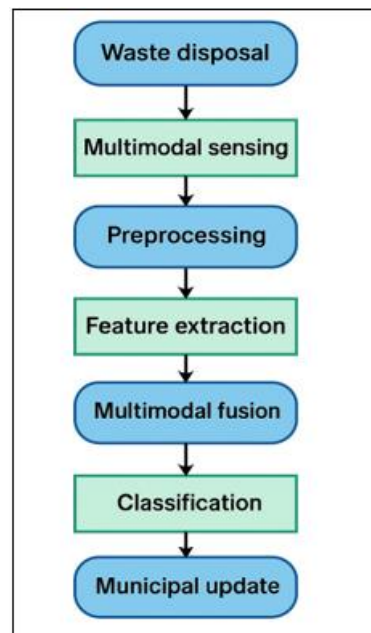 Waste disposal
Multimodal sensing
Preprocessing
Feature extraction
Multimodal fusion
Classification
Municipal update